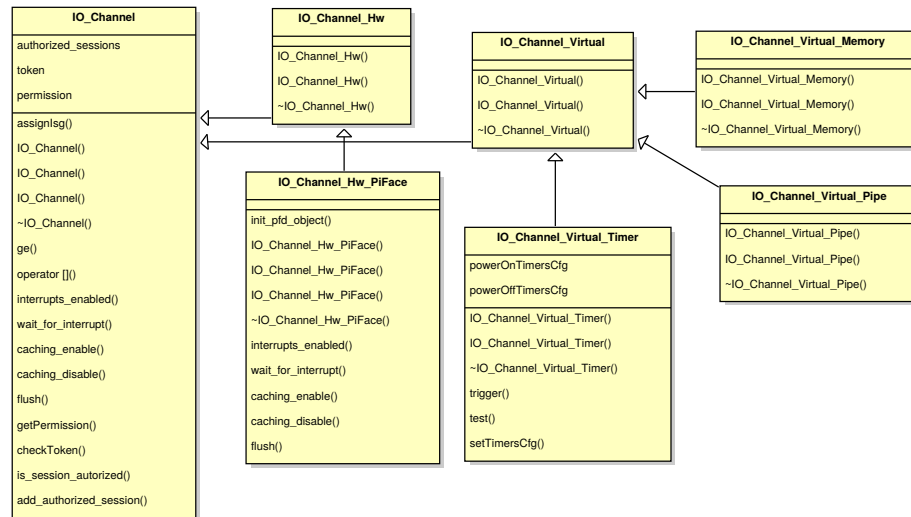 IO_Channel
authorized_sessions
token
permission
assignIsg()
IO_Channel()
IO_Channel()
IO_Channel()
~IO_Channel()
ge()
operator []()
interrupts_enabled()
wait_for_interrupt()
caching_enable()
caching_disable()
flush()
getPermission()
checkToken()
is_session_autorized()
add_authorized_session()
IO_Channel_Hw
IO_Channel_Hw()
IO_Channel_Hw()
~IO_Channel_Hw()
IO_Channel_Hw_PiFace
init_pfd_object()
IO_Channel_Hw_PiFace()
IO_Channel_Hw_PiFace()
IO_Channel_Hw_PiFace()
~IO_Channel_Hw_PiFace()
interrupts_enabled()
wait_for_interrupt()
caching_enable()
caching_disable()
flush()
IO_Channel_Virtual
IO_Channel_Virtual()
IO_Channel_Virtual()
~IO_Channel_Virtual()
IO_Channel_Virtual_Timer
powerOnTimersCfg
powerOffTimersCfg
IO_Channel_Virtual_Timer()
IO_Channel_Virtual_Timer()
~IO_Channel_Virtual_Timer()
trigger()
test()
setTimersCfg()
IO_Channel_Virtual_Memory
IO_Channel_Virtual_Memory()
IO_Channel_Virtual_Memory()
~IO_Channel_Virtual_Memory()
IO_Channel_Virtual_Pipe
IO_Channel_Virtual_Pipe()
IO_Channel_Virtual_Pipe()
~IO_Channel_Virtual_Pipe()